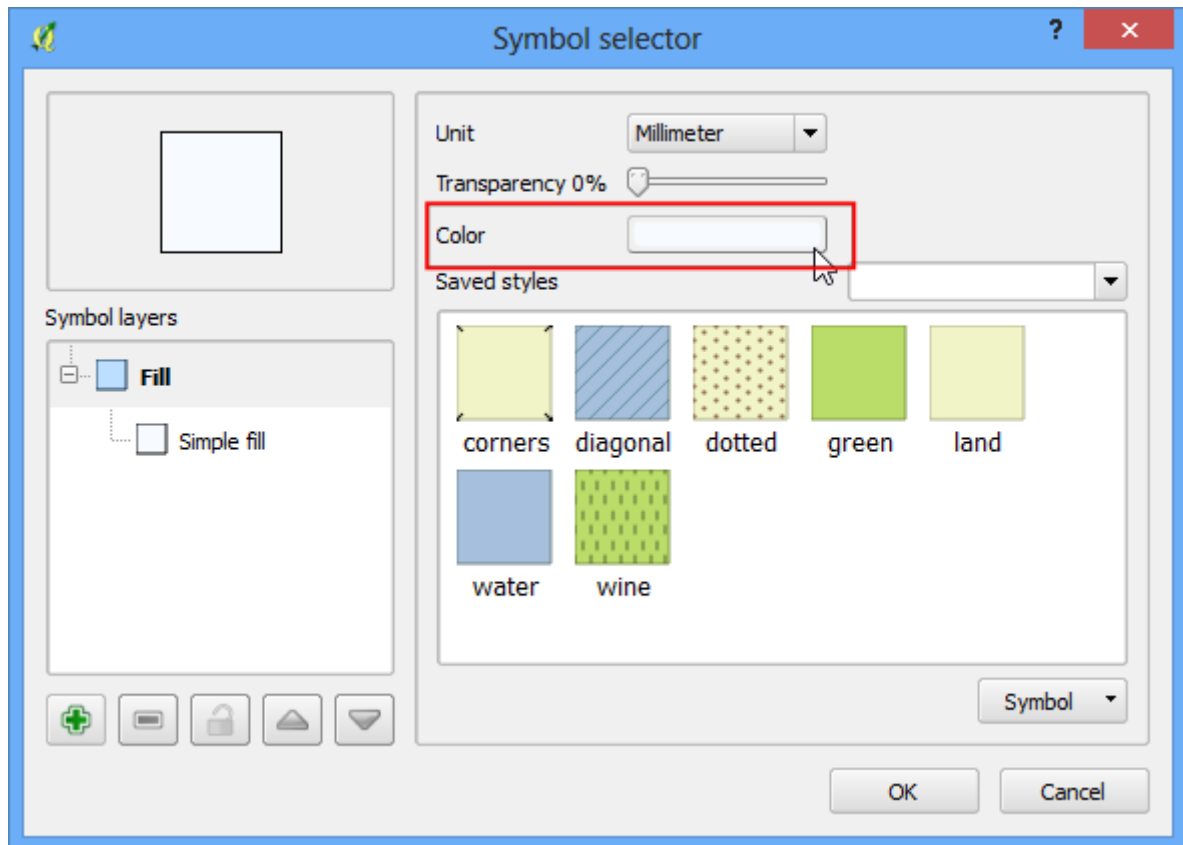 Symbol selector
?
Unit
Millimeter
Transparency 0%
Color
Saved styles
Symbol layers
Fill
Simple fill
corners diagonal dotted green land
water wine
Symbol
OK Cancel